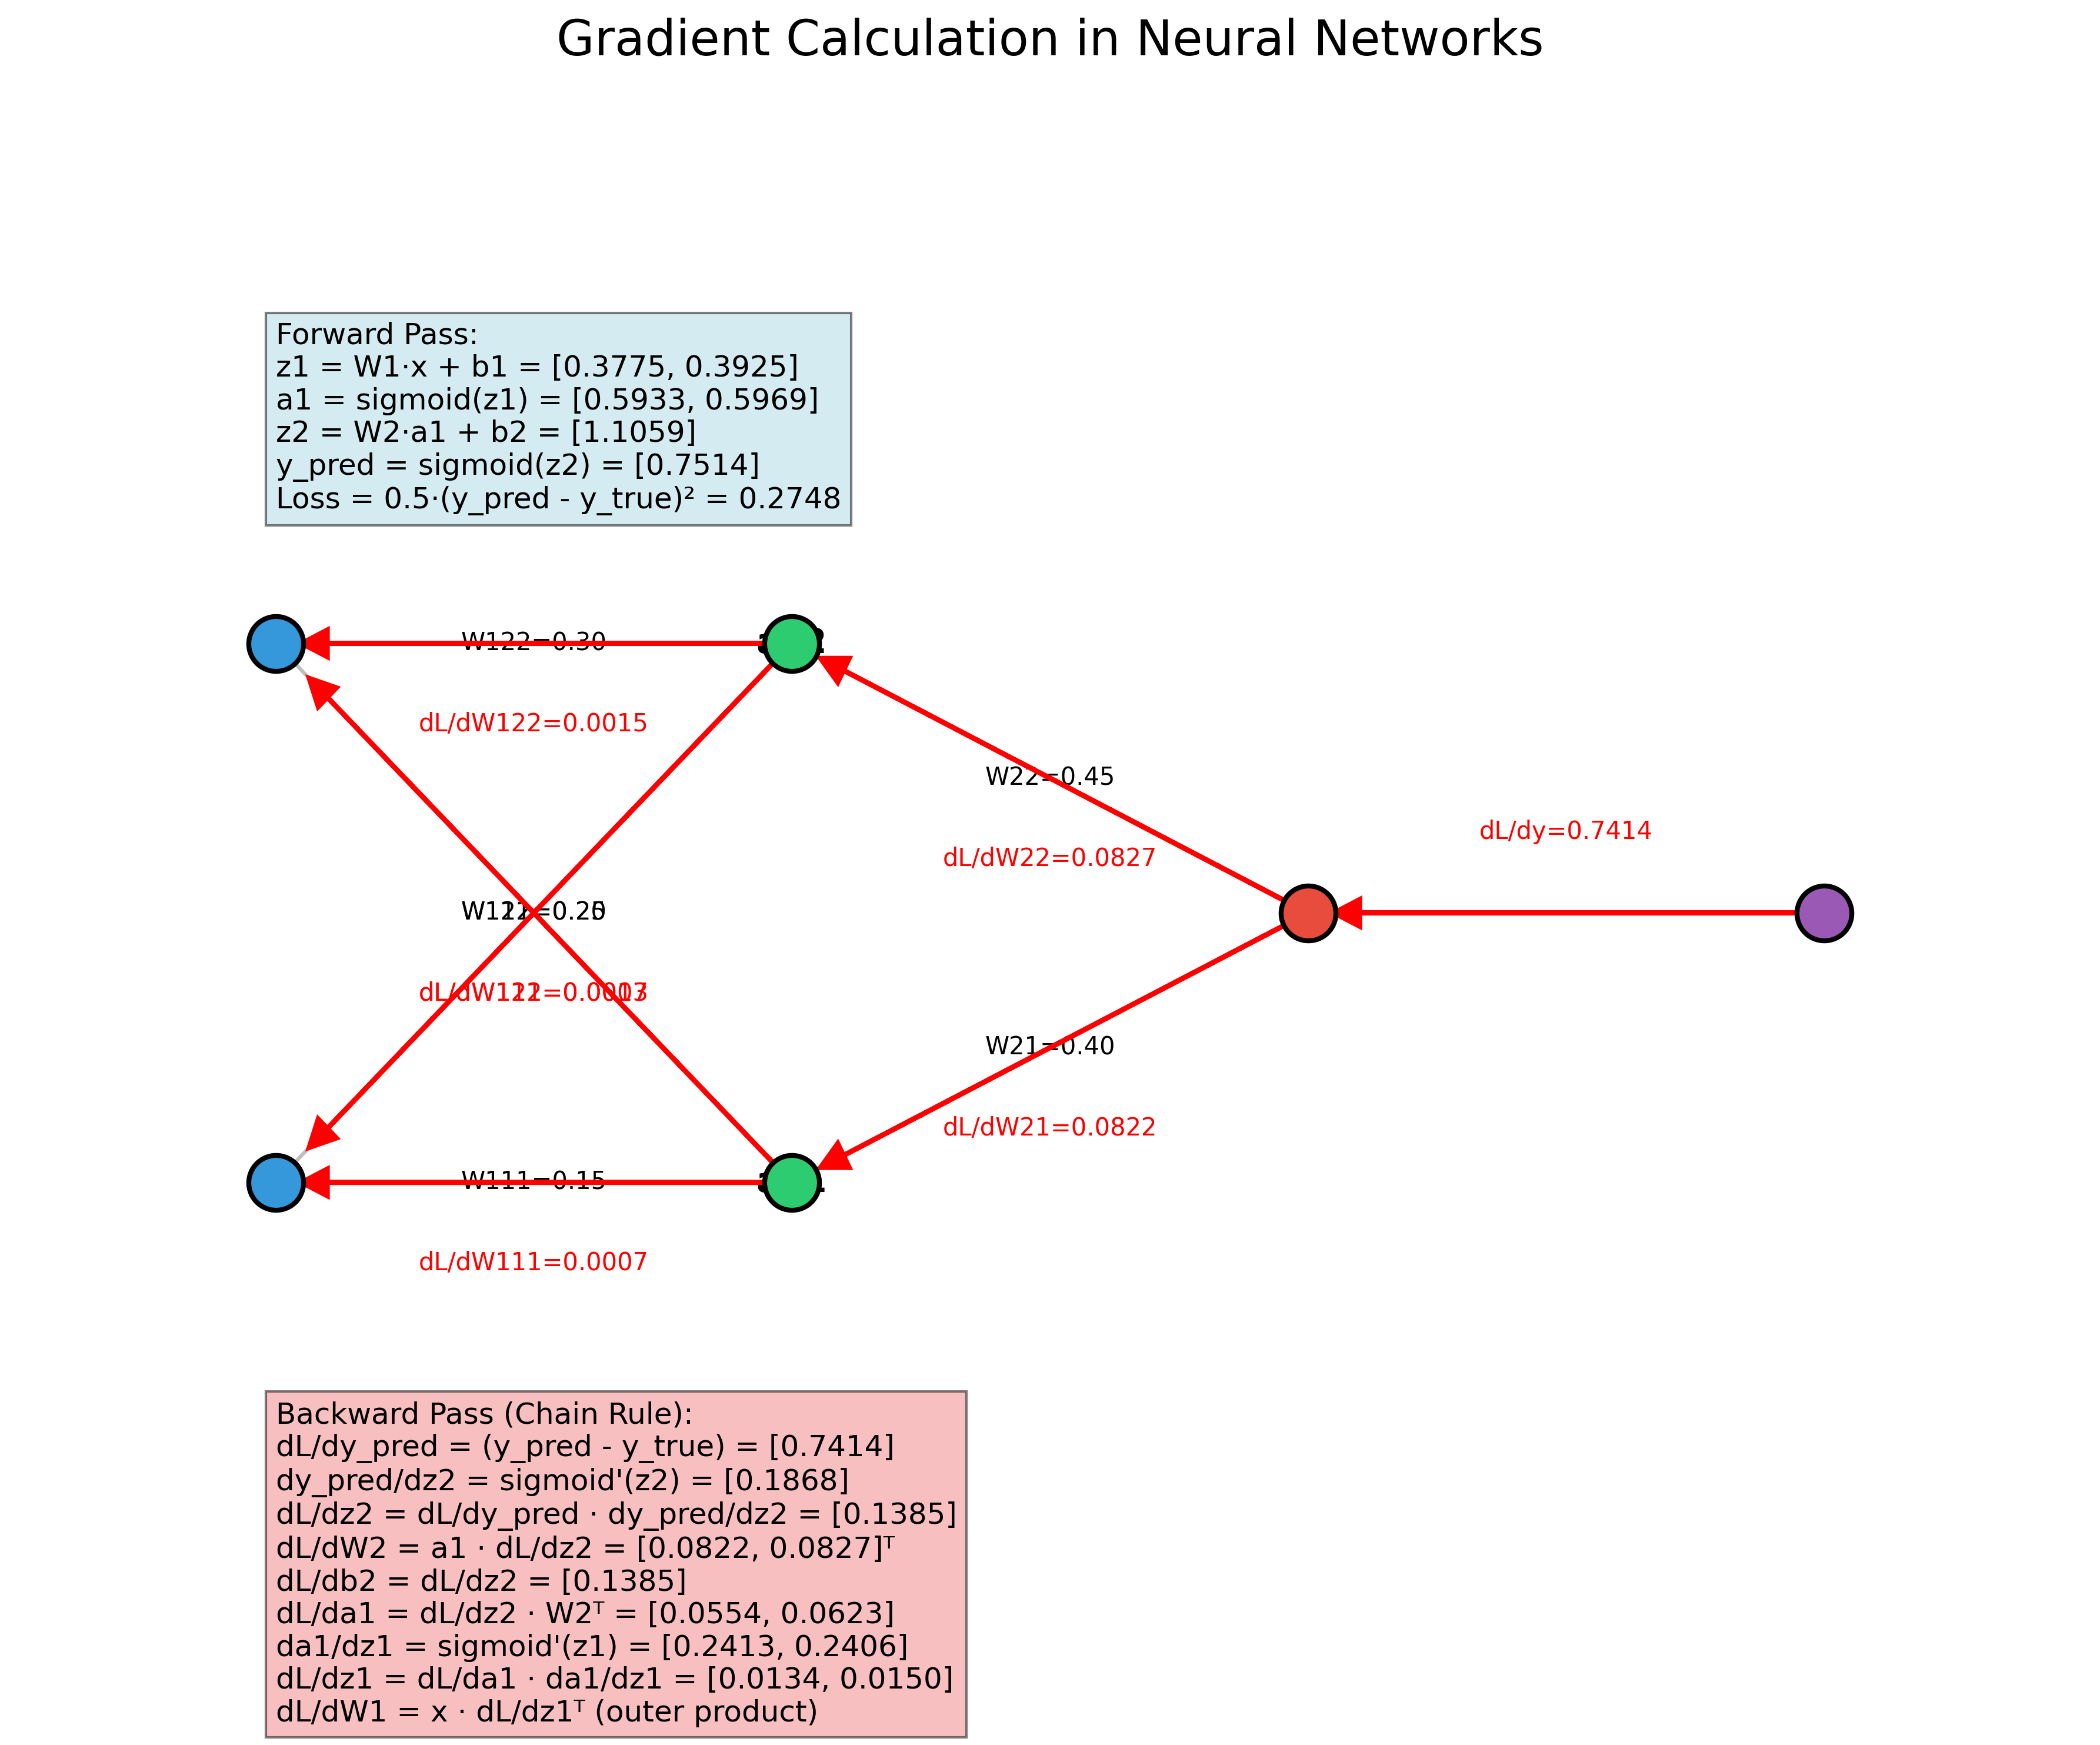 Gradient Calculation in Neural Networks
Forward Pass:
z1 = W1·x + b1 = [0.3775, 0.3925]
a1 = sigmoid(z1) = [0.5933, 0.5969]
z2 = W2·a1 + b2 = [1.1059]
y_pred = sigmoid(z2) = [0.7514]
Loss = 0.5·(y_pred - y_true)² = 0.2748
W122=0.30
dL/dW122=0.0015
W22=0.45
dL/dW22=0.0827
dL/dy=0.7414
W21=0.40
dL/dW21=0.0822
W111=0.15
dL/dW111=0.0007
Backward Pass (Chain Rule):
dL/dy_pred = (y_pred - y_true) = [0.7414]
dy_pred/dz2 = sigmoid'(z2) = [0.1868]
dL/dz2 = dL/dy_pred · dy_pred/dz2 = [0.1385]
dL/dW2 = a1 · dL/dz2 = [0.0822, 0.0827]ᵀ
dL/db2 = dL/dz2 = [0.1385]
dL/da1 = dL/dz2 · W2ᵀ = [0.0554, 0.0623]
da1/dz1 = sigmoid'(z1) = [0.2413, 0.2406]
dL/dz1 = dL/da1 · da1/dz1 = [0.0134, 0.0150]
dL/dW1 = x · dL/dz1ᵀ (outer product)